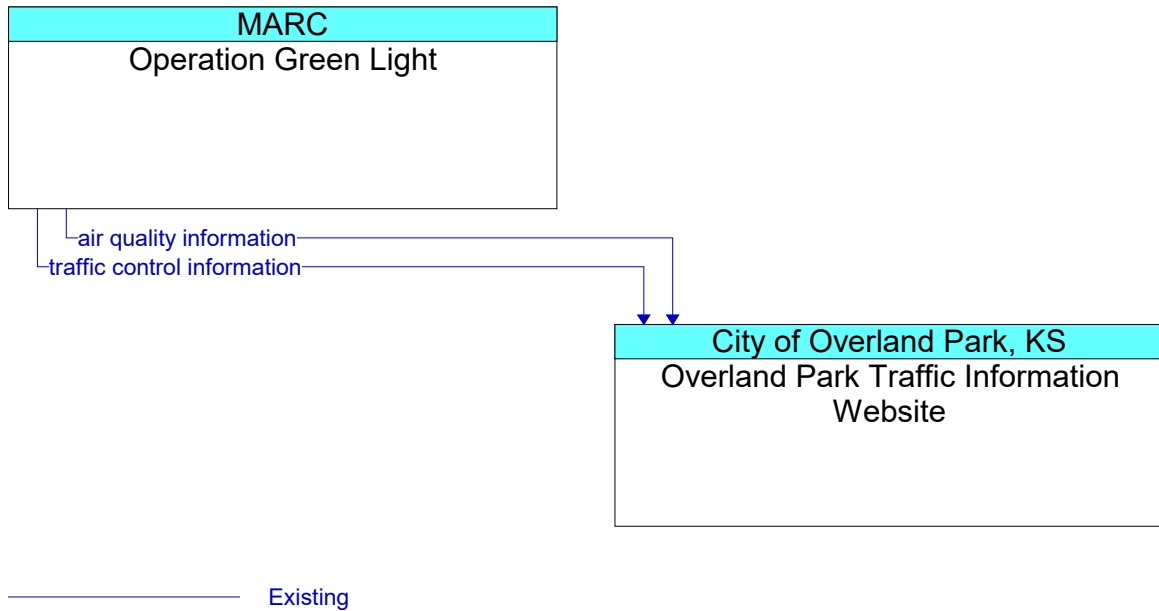 MARC
Operation Green Light
air quality information
traffic control information
City of Overland Park, KS
Overland Park Traffic Information
Website
Existing